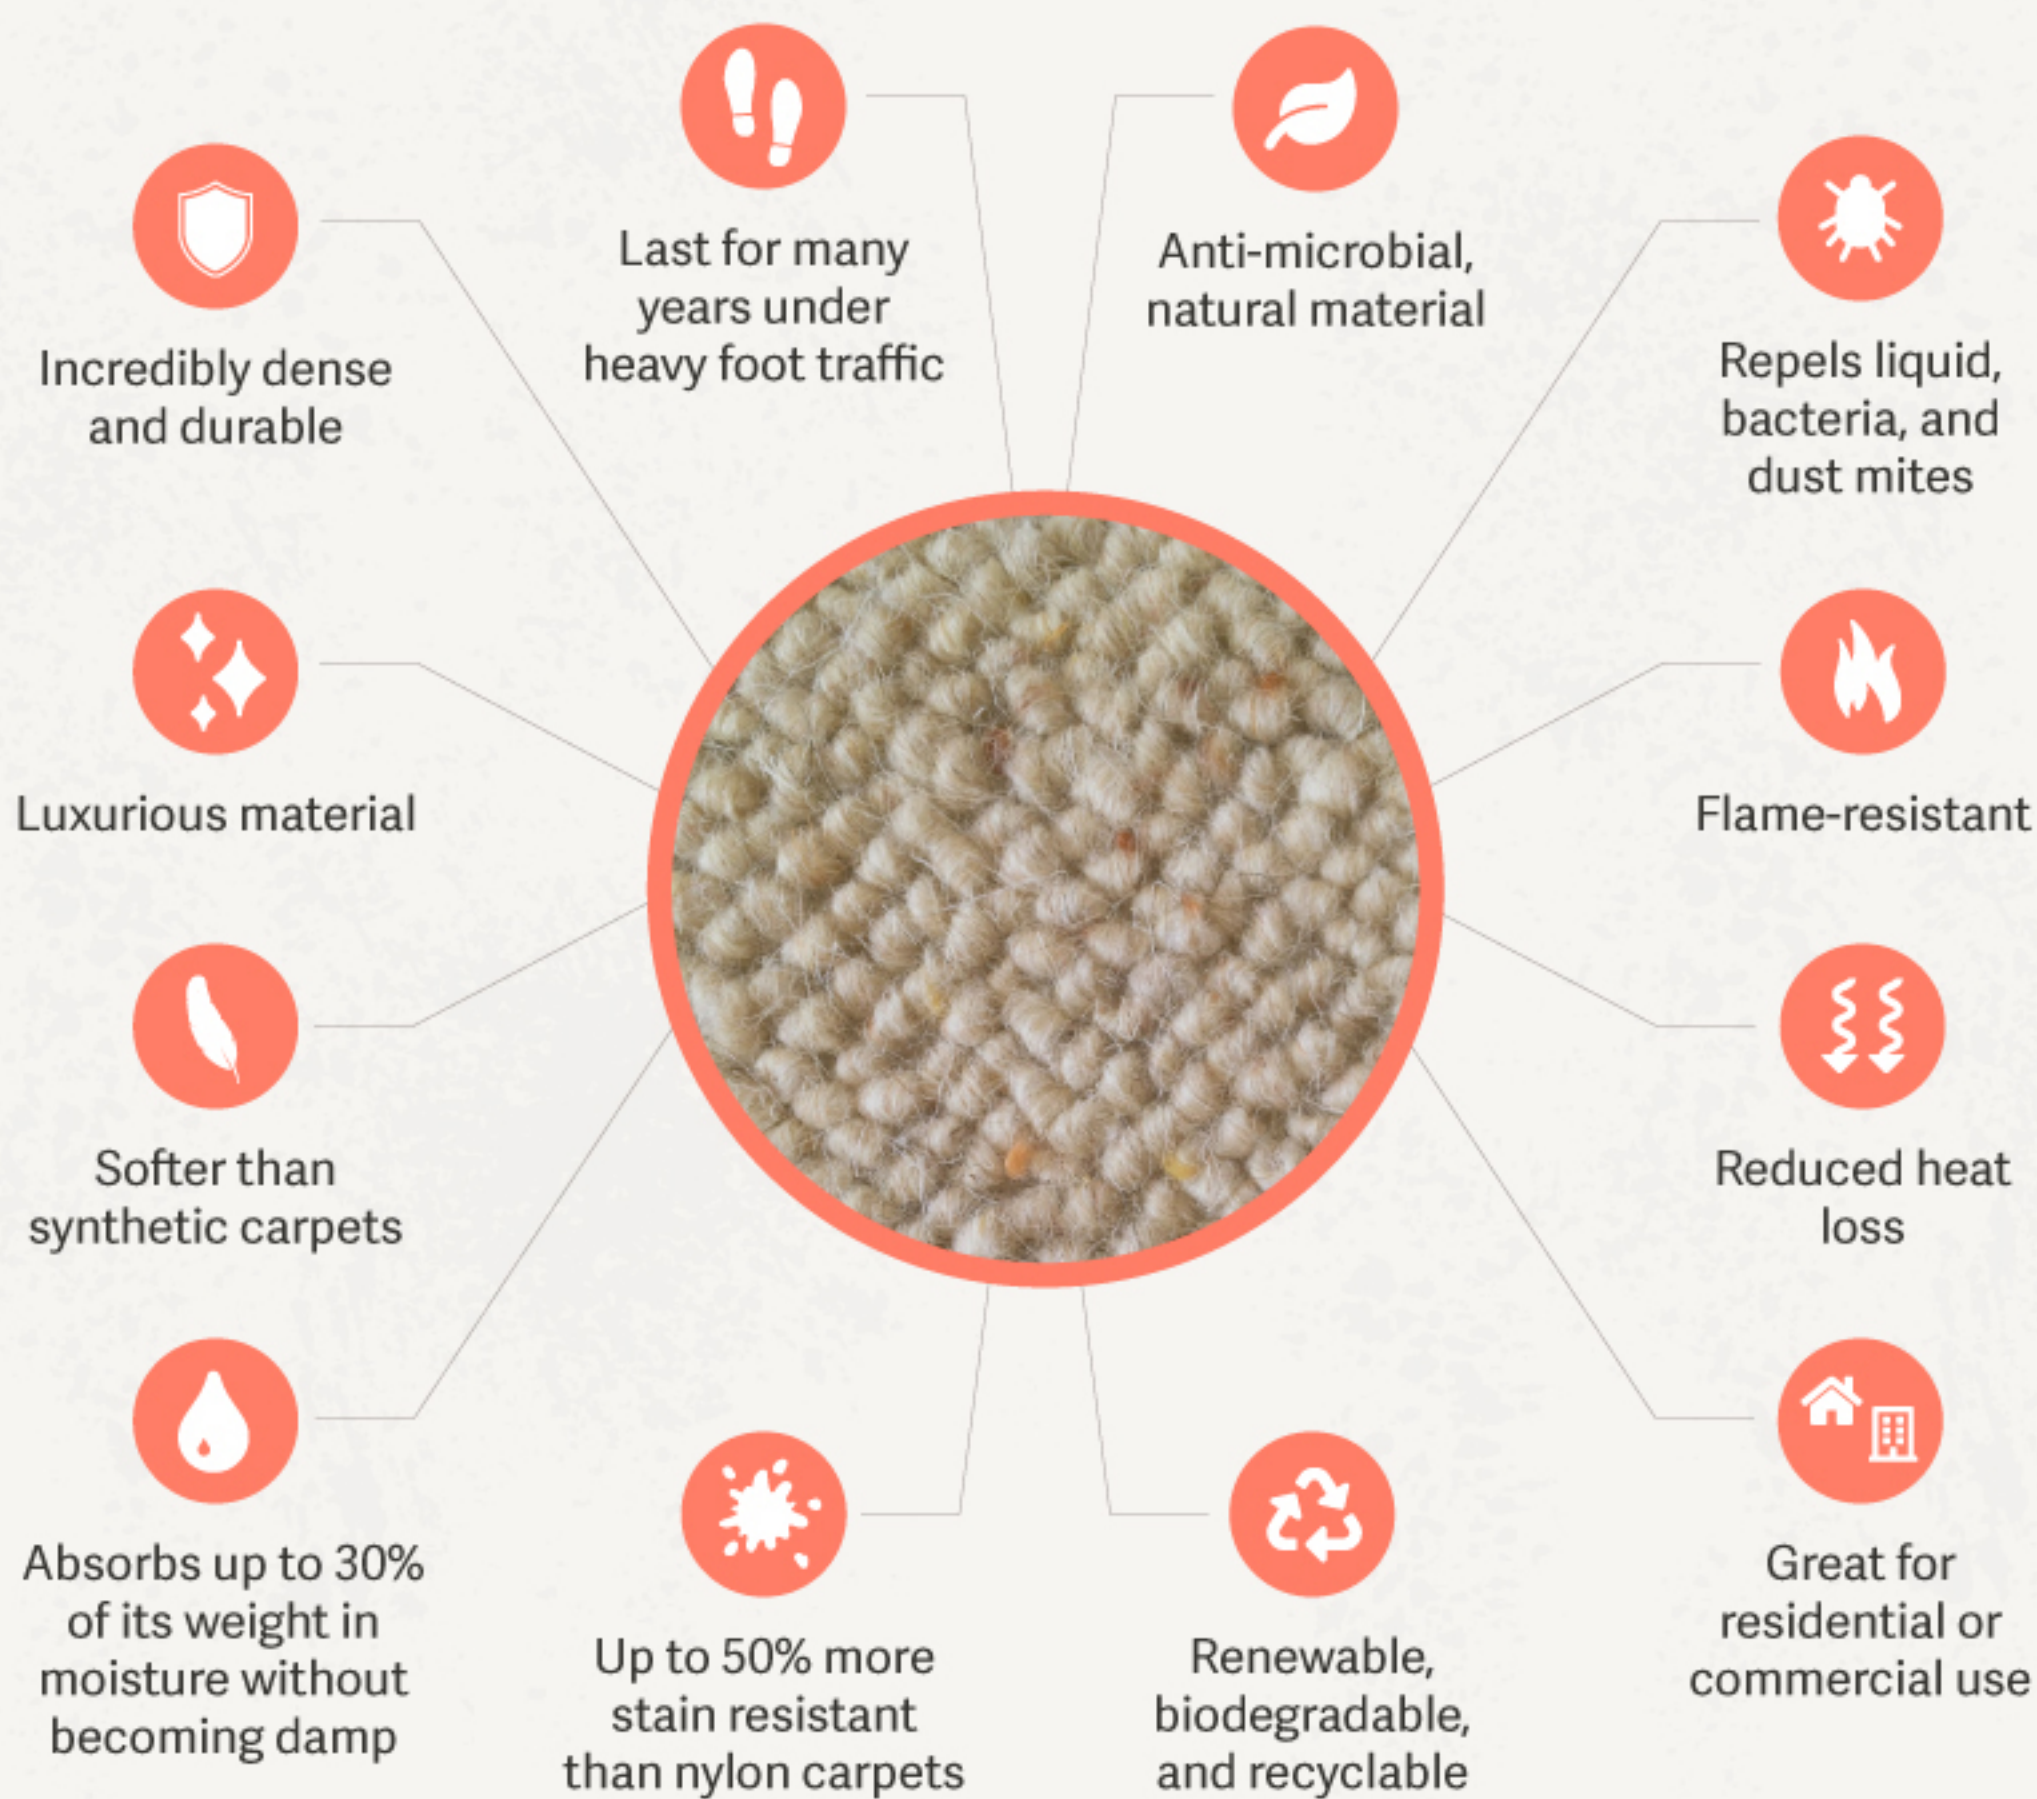 Last for many
years under
heavy foot traffic
Anti-microbial,
natural material
Incredibly dense
and durable
Repels liquid,
bacteria, and
dust mites
Luxurious material
Flame-resistant
Softer than
synthetic carpets
Reduced heat
loss
Absorbs up to 30%
of its weight in
moisture without
becoming damp
Up to 50% more
stain resistant
than nylon carpets
Renewable,
biodegradable,
and recyclable
Great for
residential or
commercial use